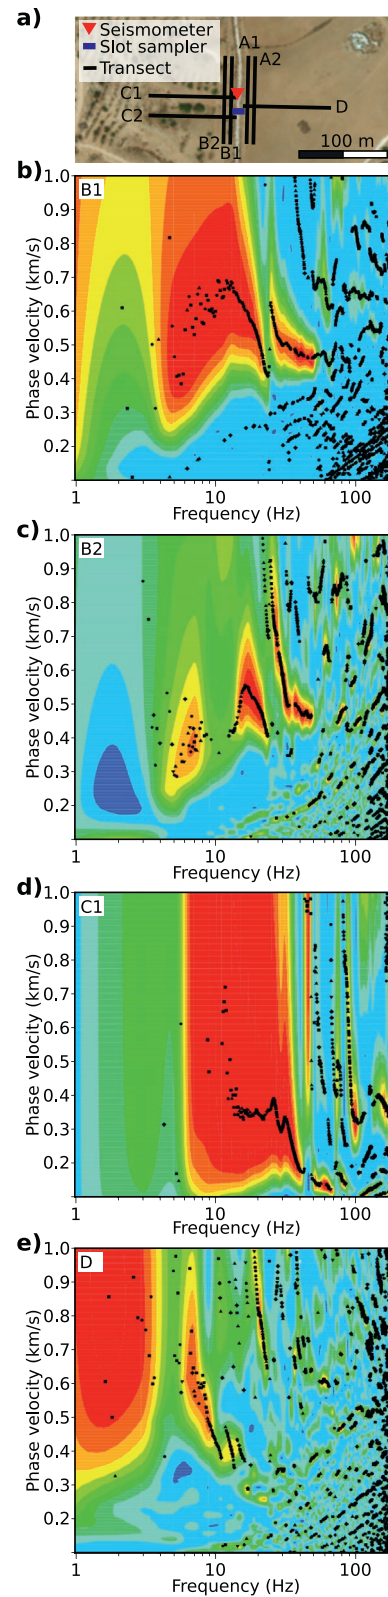 a)
Seismometer
Slot sampler
Transect
A1
A2
C1
C2
D
B2
B1
100 m
b)
B1
1.0
0.9
0.8
0.7
0.6
0.5
0.4
0.3
0.2
Phase velocity (km/s)
1 10 100
Frequency (Hz)
c)
B2
1.0
0.9
0.8
0.7
0.6
0.5
0.4
0.3
0.2
Phase velocity (km/s)
1 10 100
Frequency (Hz)
d)
C1
1.0
0.9
0.8
0.7
0.6
0.5
0.4
0.3
0.2
Phase velocity (km/s)
1 10 100
Frequency (Hz)
e)
D
1.0
0.9
0.8
0.7
0.6
0.5
0.4
0.3
0.2
Phase velocity (km/s)
1 10 100
Frequency (Hz)